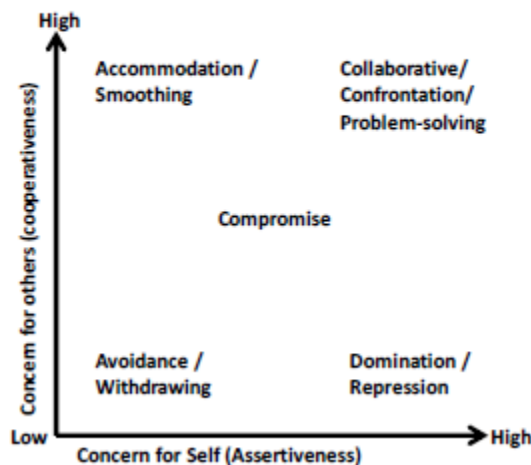 High
Accommodation /
Smoothing
Collaborative/
Confrontation/
Problem-solving
Concern for others (cooperativeness)
Compromise
Avoidance /
Withdrawing
Domination /
Repression
Low
High
Concern for Self (Assertiveness)